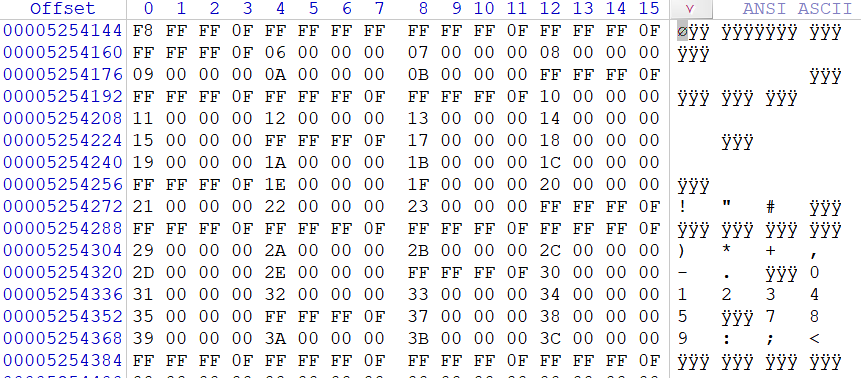 Offset 0 1 2 3 4 5 6 7 8 9 10 11 12 13 14 15 ANSI ASCII
00005254144 F8 FF FF 0F FF FF FF FF FF FF FF 0F FF FF FF 0F øÿÿ ÿÿÿÿÿÿÿ ÿÿÿ
00005254160 FF FF FF 0F 06 00 00 00 07 00 00 00 08 00 00 00 ÿÿÿ
00005254176 09 00 00 00 0A 00 00 00 0B 00 00 00 FF FF FF 0F ÿÿÿ
00005254192 FF FF FF 0F FF FF FF 0F FF FF FF 0F 10 00 00 00 ÿÿÿ ÿÿÿ ÿÿÿ
00005254208 11 00 00 00 12 00 00 00 13 00 00 00 14 00 00 00
00005254224 15 00 00 00 FF FF FF 0F 17 00 00 00 18 00 00 00 ÿÿÿ
00005254240 19 00 00 00 1A 00 00 00 1B 00 00 00 1C 00 00 00
00005254256 FF FF FF 0F 1E 00 00 00 1F 00 00 00 20 00 00 00 ÿÿÿ
00005254272 21 00 00 00 22 00 00 00 23 00 00 00 FF FF FF 0F ! " # ÿÿÿ
00005254288 FF FF FF 0F FF FF FF 0F FF FF FF 0F FF FF FF 0F ÿÿÿ ÿÿÿ ÿÿÿ ÿÿÿ
00005254304 29 00 00 00 2A 00 00 00 2B 00 00 00 2C 00 00 00 ) * + ,
00005254320 2D 00 00 00 2E 00 00 00 FF FF FF 0F 30 00 00 00 - . ÿÿÿ 0
00005254336 31 00 00 00 32 00 00 00 33 00 00 00 34 00 00 00 1 2 3 4
00005254352 35 00 00 00 FF FF FF 0F 37 00 00 00 38 00 00 00 5 ÿÿÿ 7 8
00005254368 39 00 00 00 3A 00 00 00 3B 00 00 00 3C 00 00 00 9 : ; <
00005254384 FF FF FF 0F FF FF FF 0F FF FF FF 0F FF FF FF 0F ÿÿÿ ÿÿÿ ÿÿÿ ÿÿÿ